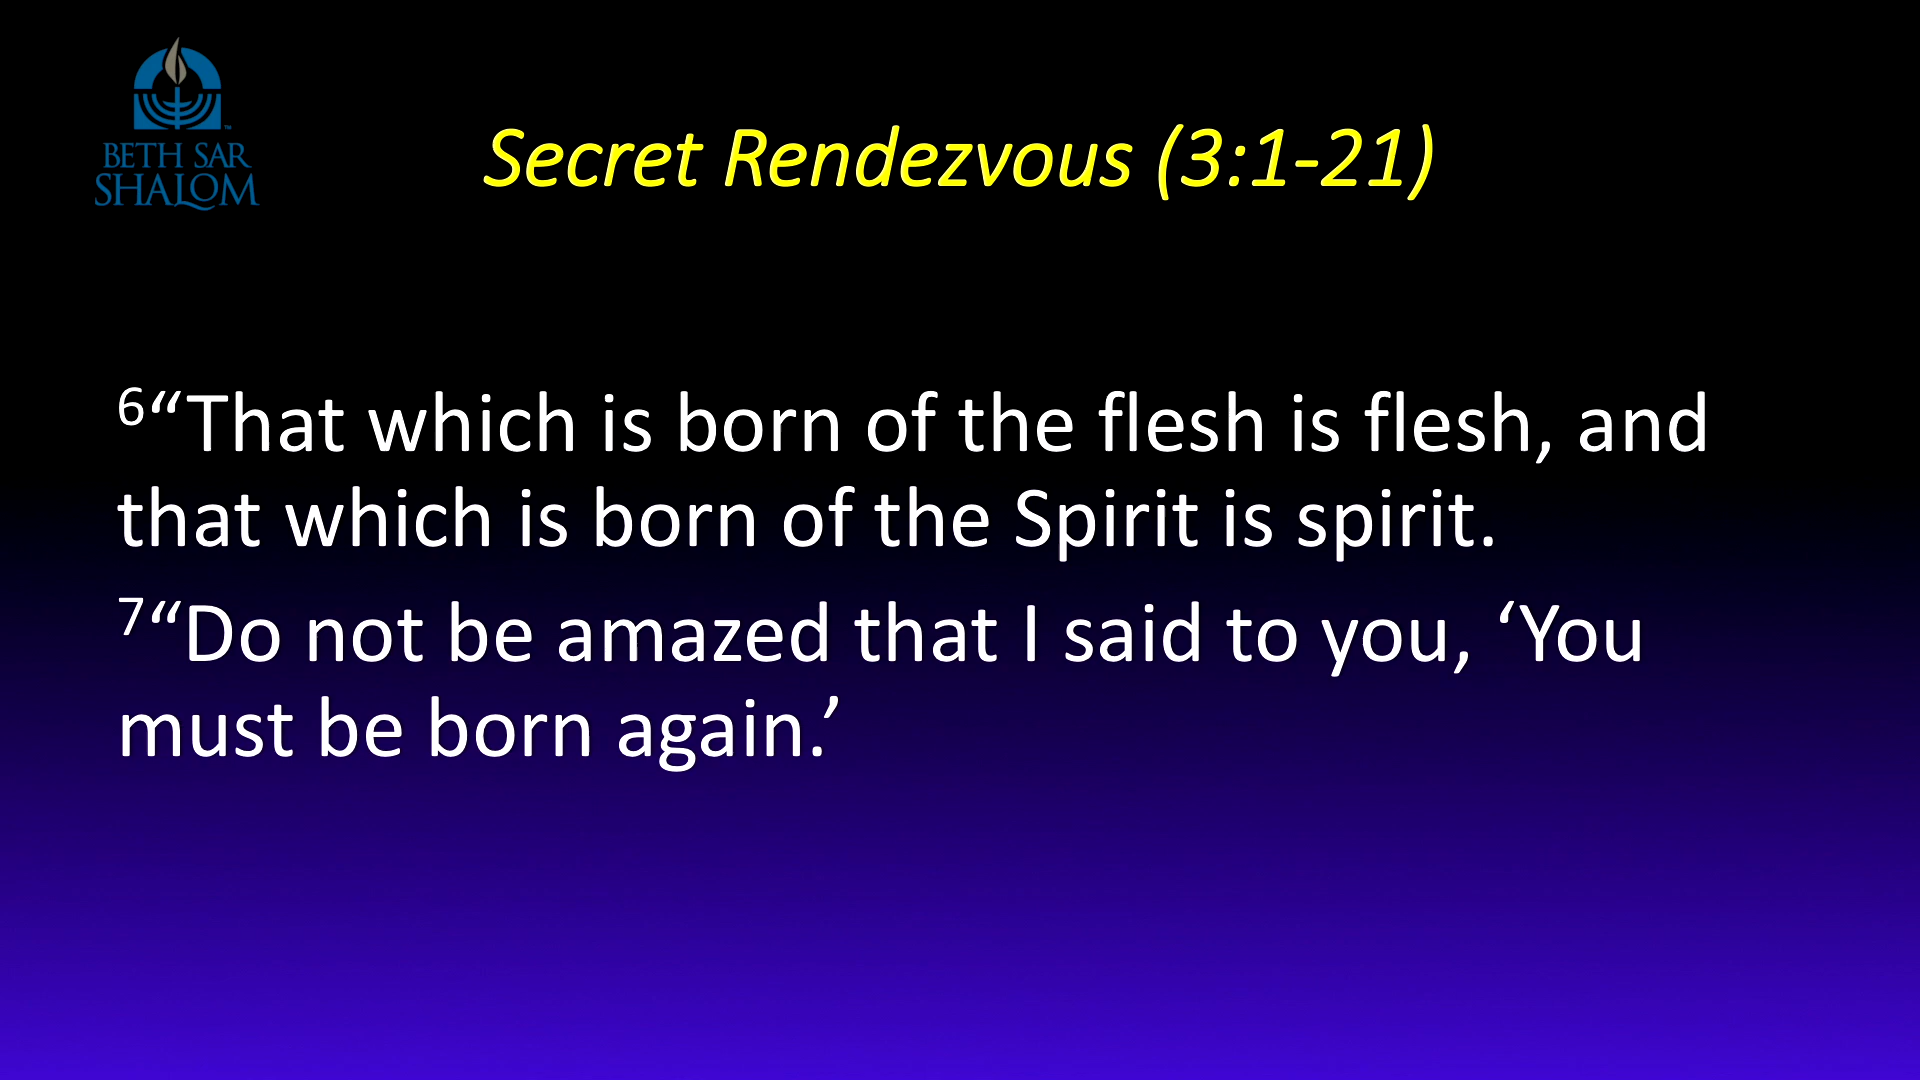 BETH SAR
SHALOM
™
Secret Rendezvous (3:1-21)
6“That which is born of the flesh is flesh, and
that which is born of the Spirit is spirit.
7“Do not be amazed that I said to you, ‘You
must be born again.’